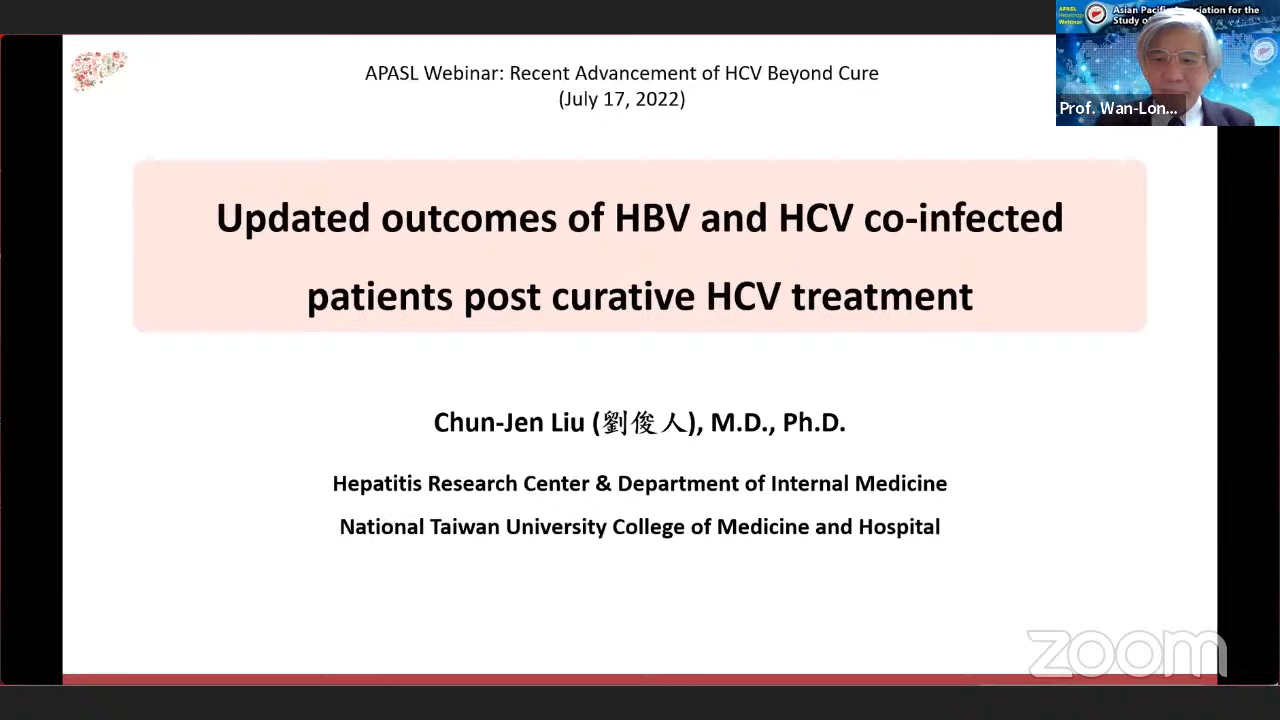 APASL Webinar: Recent Advancement of HCV Beyond Cure
(July 17, 2022)
Updated outcomes of HBV and HCV co-infected
patients post curative HCV treatment
Chun-Jen Liu (劉俊人), M.D., Ph.D.
Hepatitis Research Center & Department of Internal Medicine
National Taiwan University College of Medicine and Hospital
APASL
Hepatology
Webinar
Asian Pacific Association for the
Study of
Prof. Wan-Lon...
zoom